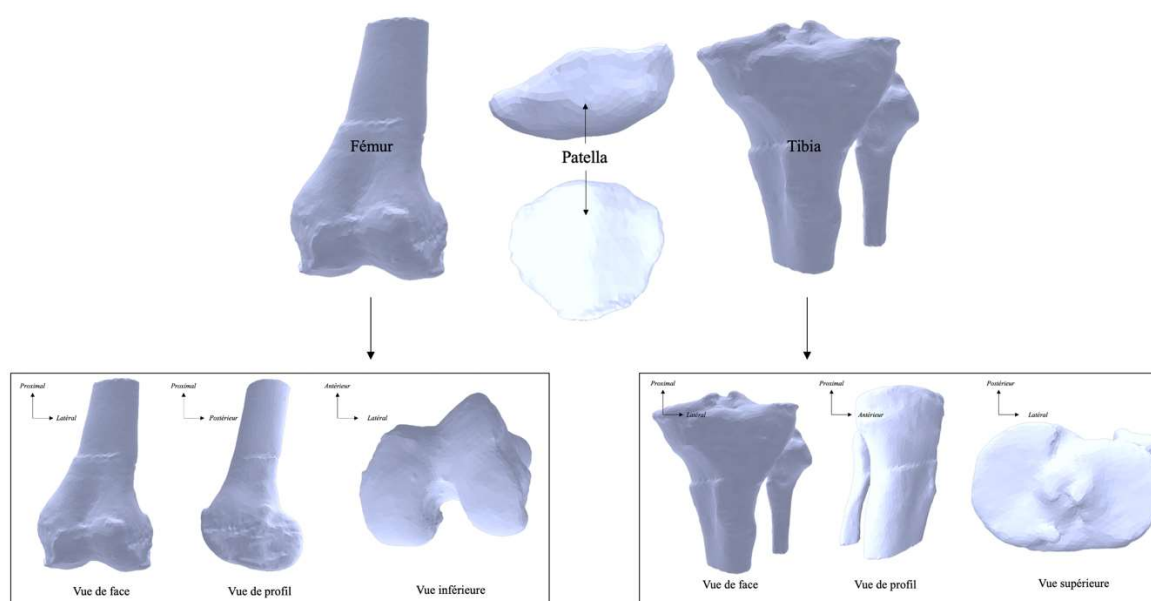 Fémur
Patella
Tibia
Proximal
Latéral
Proximal
Postérieur
Antérieur
Latéral
Vue de face
Vue de profil
Vue inférieure
Proximal
Latéral
Proximal
Antérieur
Postérieur
Latéral
Vue de face
Vue de profil
Vue supérieure